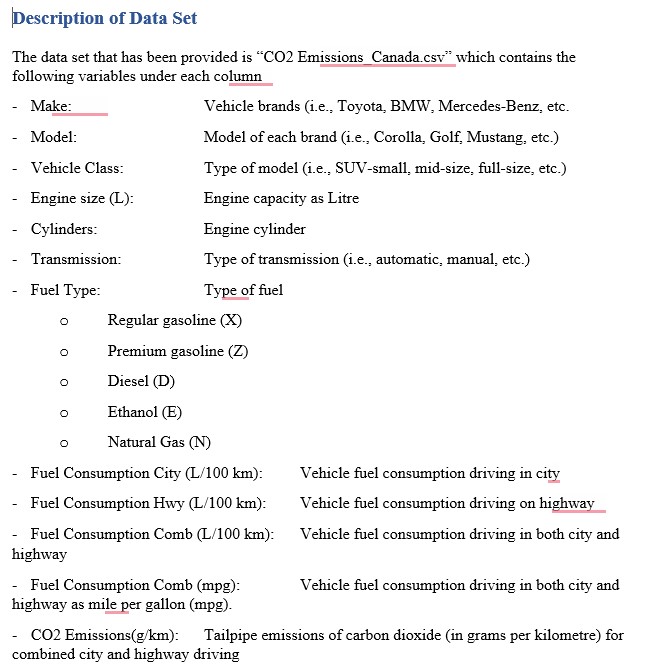 Description of Data Set
The data set that has been provided is “CO2 Emissions_Canada.csv” which contains the
following variables under each column
- Make: Vehicle brands (i.e., Toyota, BMW, Mercedes-Benz, etc.
- Model: Model of each brand (i.e., Corolla, Golf, Mustang, etc.)
- Vehicle Class: Type of model (i.e., SUV-small, mid-size, full-size, etc.)
- Engine size (L): Engine capacity as Litre
- Cylinders: Engine cylinder
- Transmission: Type of transmission (i.e., automatic, manual, etc.)
- Fuel Type: Type of fuel
o Regular gasoline (X)
o Premium gasoline (Z)
o Diesel (D)
o Ethanol (E)
o Natural Gas (N)
- Fuel Consumption City (L/100 km): Vehicle fuel consumption driving in city
- Fuel Consumption Hwy (L/100 km): Vehicle fuel consumption driving on highway
- Fuel Consumption Comb (L/100 km): Vehicle fuel consumption driving in both city and
highway
- Fuel Consumption Comb (mpg): Vehicle fuel consumption driving in both city and
highway as mile per gallon (mpg).
- CO2 Emissions(g/km): Tailpipe emissions of carbon dioxide (in grams per kilometre) for
combined city and highway driving